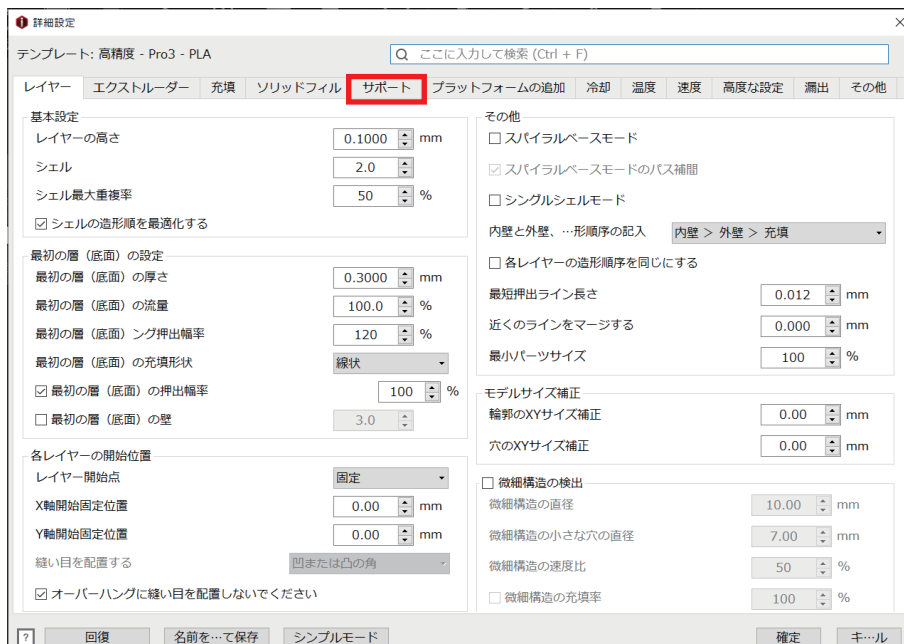 詳細設定
テンプレート: 高精度 - Pro3 - PLA
ここに入力して検索 (Ctrl + F)
レイヤー エクストルーダー 充填 ソリッドフィル サポート プラットフォームの追加 冷却 温度 速度 高度な設定 漏出 その他
基本設定
レイヤーの高さ 0.1000 mm
シェル 2.0
シェル最大重複率 50 %
シェルの造形順を最適化する
最初の層（底面）の設定
最初の層（底面）の厚さ 0.3000 mm
最初の層（底面）の流量 100.0 %
最初の層（底面）ング押出幅率 120 %
最初の層（底面）の充填形状 線状
最初の層（底面）の押出幅率 100 %
最初の層（底面）の壁 3.0
各レイヤーの開始位置
レイヤー開始点 固定
X軸開始固定位置 0.00 mm
Y軸開始固定位置 0.00 mm
縫い目を配置する 凹または凸の角
オーバーハングに縫い目を配置しないでください
その他
スパイラルベースモード
スパイラルベースモードのパス補間
シングルシェルモード
内壁と外壁、…形順序の記入 内壁 > 外壁 > 充填
各レイヤーの造形順序を同じにする
最短押出ライン長さ 0.012 mm
近くのラインをマージする 0.000 mm
最小パーツサイズ 100 %
モデルサイズ補正
輪郭のXYサイズ補正 0.00 mm
穴のXYサイズ補正 0.00 mm
微細構造の検出
微細構造の直径 10.00 mm
微細構造の小さな穴の直径 7.00 mm
微細構造の速度比 50 %
微細構造の充填率 100 %
? 回復 名前を…て保存 シンプルモード 確定 キ…ル